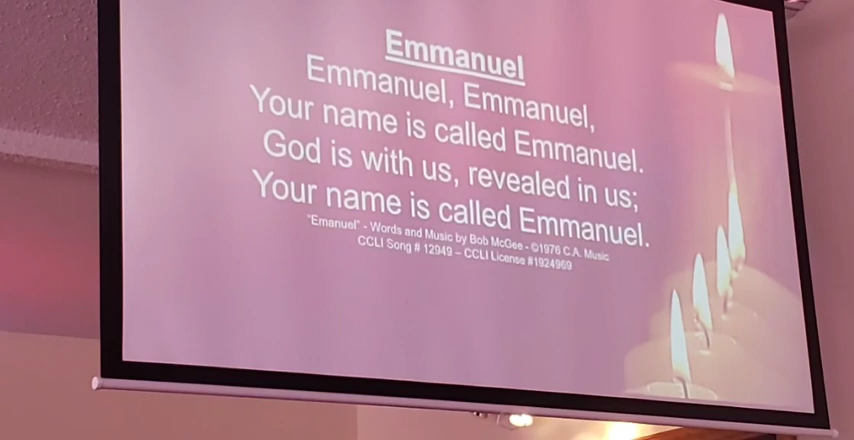 Emmanuel
Emmanuel, Emmanuel,
Your name is called Emmanuel.
God is with us, revealed in us;
Your name is called Emmanuel.
"Emanuel" - Words and Music by Bob McGee - ©1976 C.A. Music
CCLI Song # 12949 – CCLI License #1924969